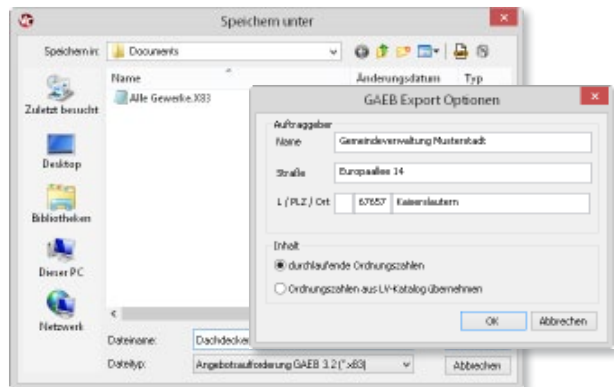 Speichern unter
Speichern in: Documents
Name Änderungsdatum Typ
Alle Gewerke.X83
Zuletzt besucht
Desktop
Bibliotheken
Dieser PC
Netzwerk
Dateiname: Dachdecker
Dateityp: Angebotsaufforderung GAEB 3.2 (*.x83) Abbrechen
GAEB Export Optionen
Auftraggeber
Name Gemeindeverwaltung Musterstadt
Straße Europaallee 14
L / PLZ / Ort 67657 Kaiserslautern
Inhalt
durchlaufende Ordnungszahlen
Ordnungszahlen aus LV-Katalog übernehmen
OK Abbrechen